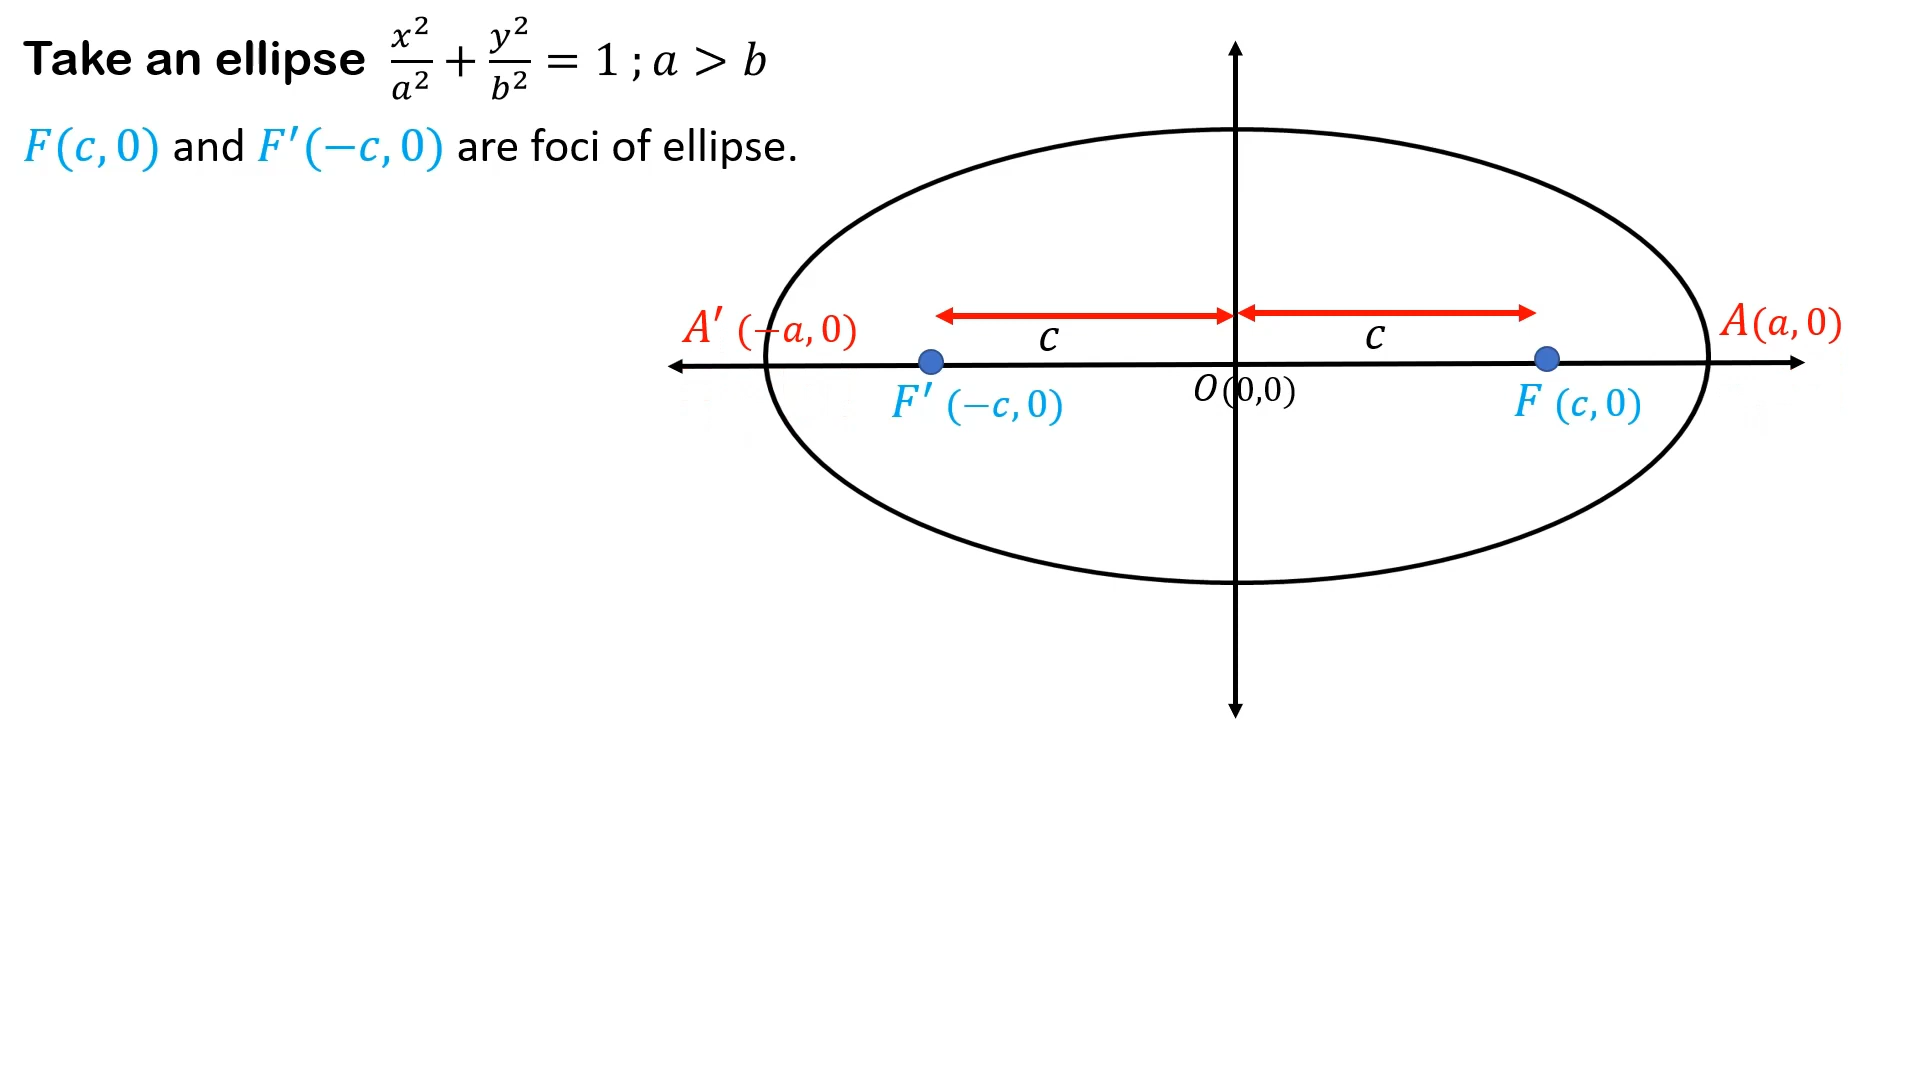 Take an ellipse x²/a² + y²/b² = 1 ; a > b
F(c, 0) and F′(−c, 0) are foci of ellipse.
A′ (−a, 0)
c
c
A(a, 0)
F′ (−c, 0)
O(0,0)
F (c, 0)